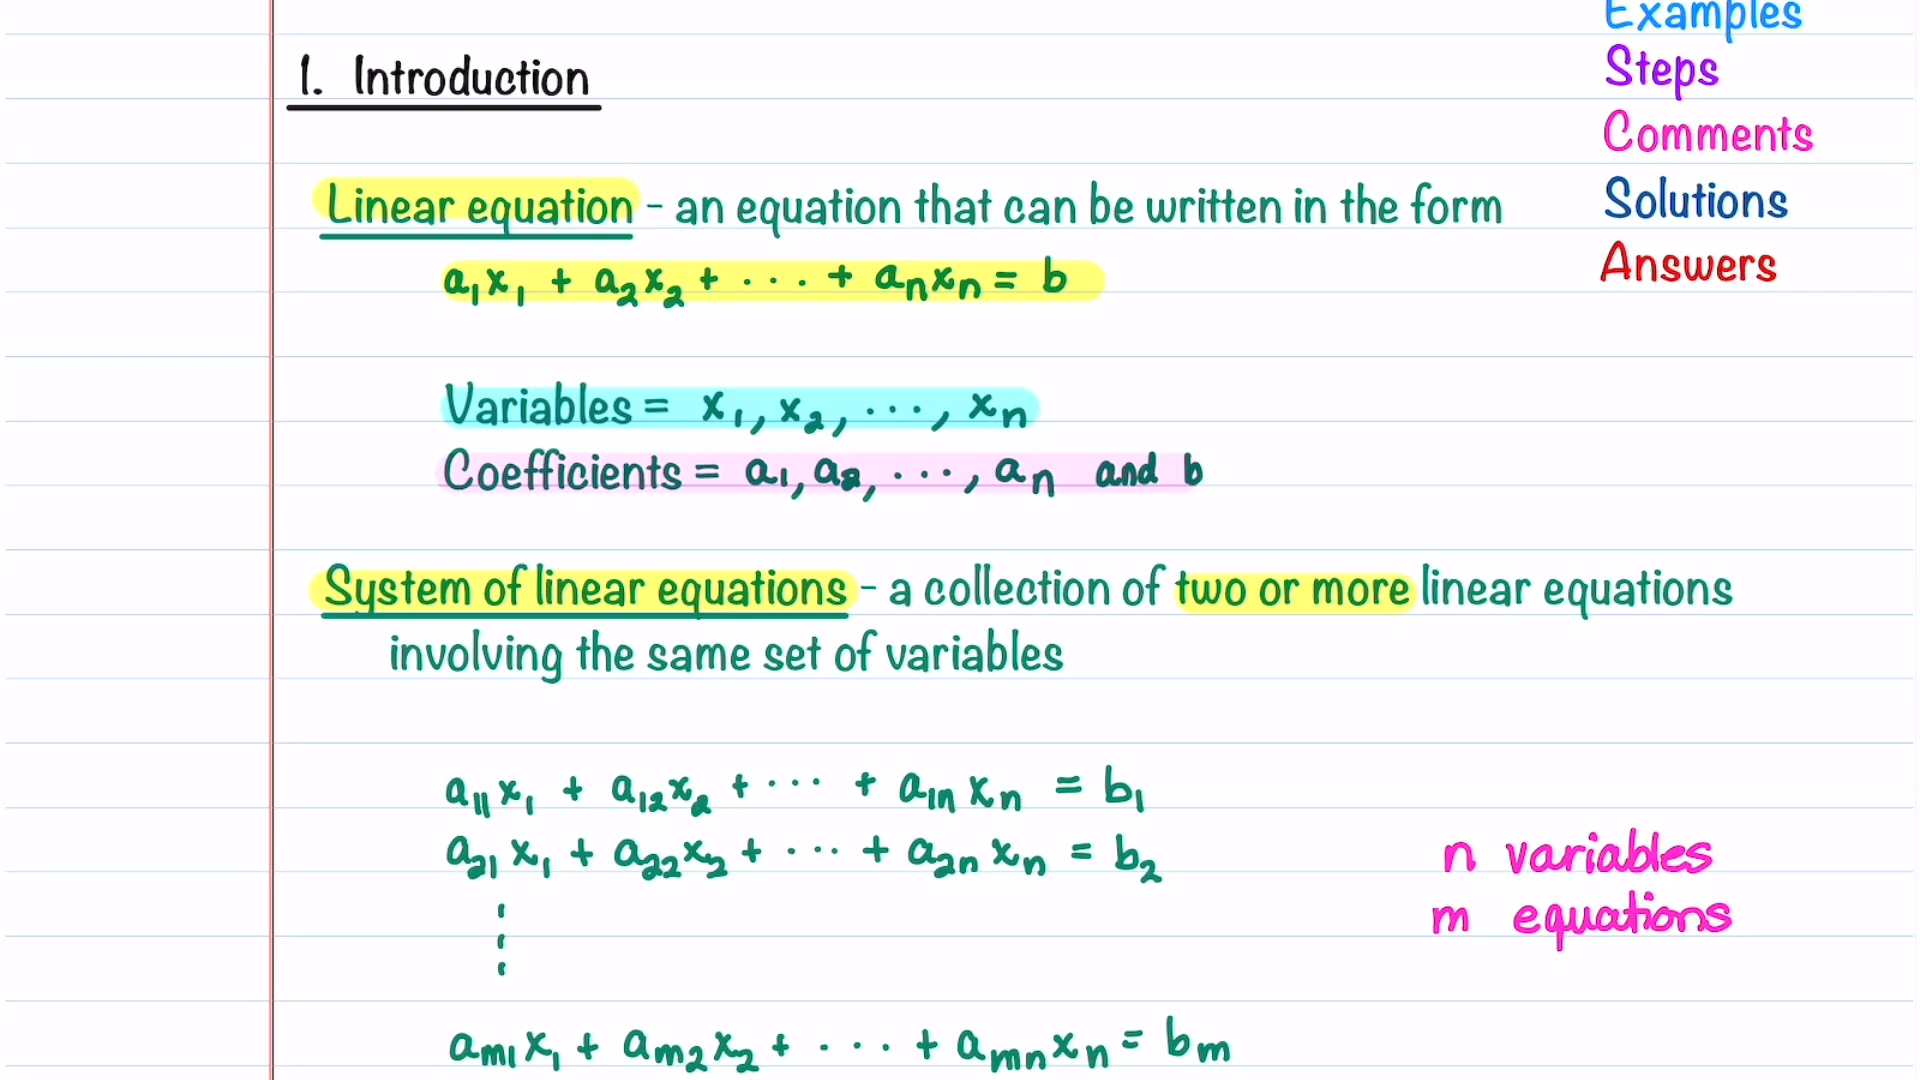 Examples
Steps
Comments
Solutions
Answers
1. Introduction
Linear equation - an equation that can be written in the form
a₁x₁ + a₂x₂ + · · · + aₙxₙ = b
Variables = x₁, x₂, ···, xₙ
Coefficients = a₁, a₂, ···, aₙ and b
System of linear equations - a collection of two or more linear equations
involving the same set of variables
a₁₁x₁ + a₁₂x₂ + ··· + a₁ₙxₙ = b₁
a₂₁x₁ + a₂₂x₂ + ··· + a₂ₙxₙ = b₂
⋮
aₘ₁x₁ + aₘ₂x₂ + · · · + aₘₙxₙ = bₘ
n variables
m equations